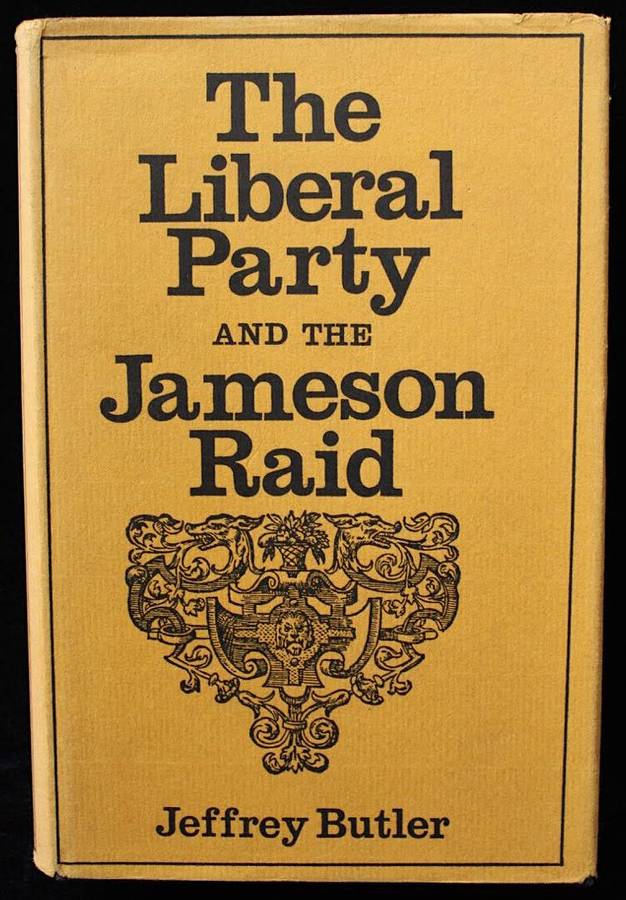 The
Liberal
Party
AND THE
Jameson
Raid
Jeffrey Butler